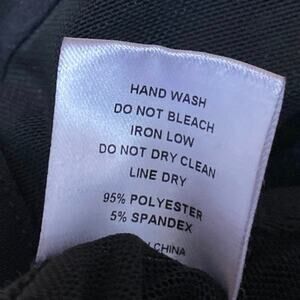 HAND WASH
DO NOT BLEACH
IRON LOW
DO NOT DRY CLEAN
LINE DRY
95% POLYESTER
5% SPANDEX
CHINA